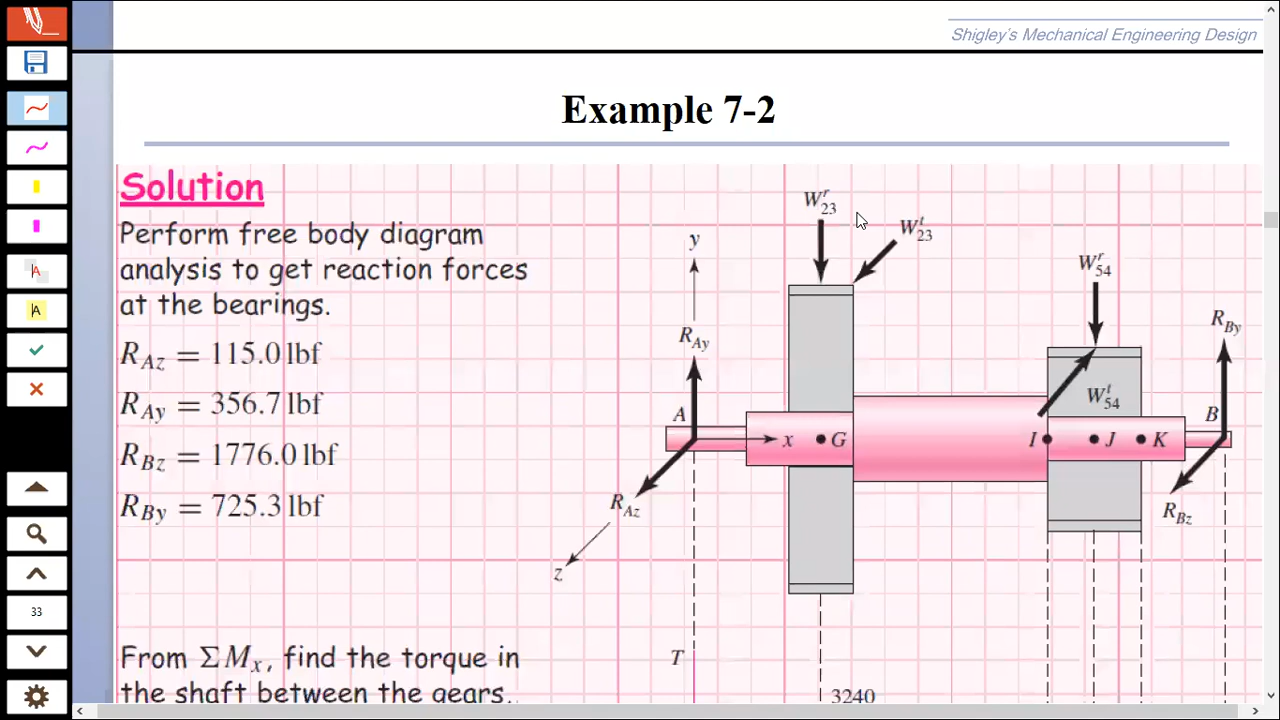 Shigley's Mechanical Engineering Design
Example 7-2
Solution
Perform free body diagram
analysis to get reaction forces
at the bearings.
R_Az = 115.0 lbf
R_Ay = 356.7 lbf
R_Bz = 1776.0 lbf
R_By = 725.3 lbf
From ΣM_x, find the torque in
the shaft between the gears.
W^r_23
W^t_23
y
W^r_54
R_Ay
R_By
W^t_54
A
B
x
G
I
J
K
R_Az
R_Bz
z
T
3240
A
A
33